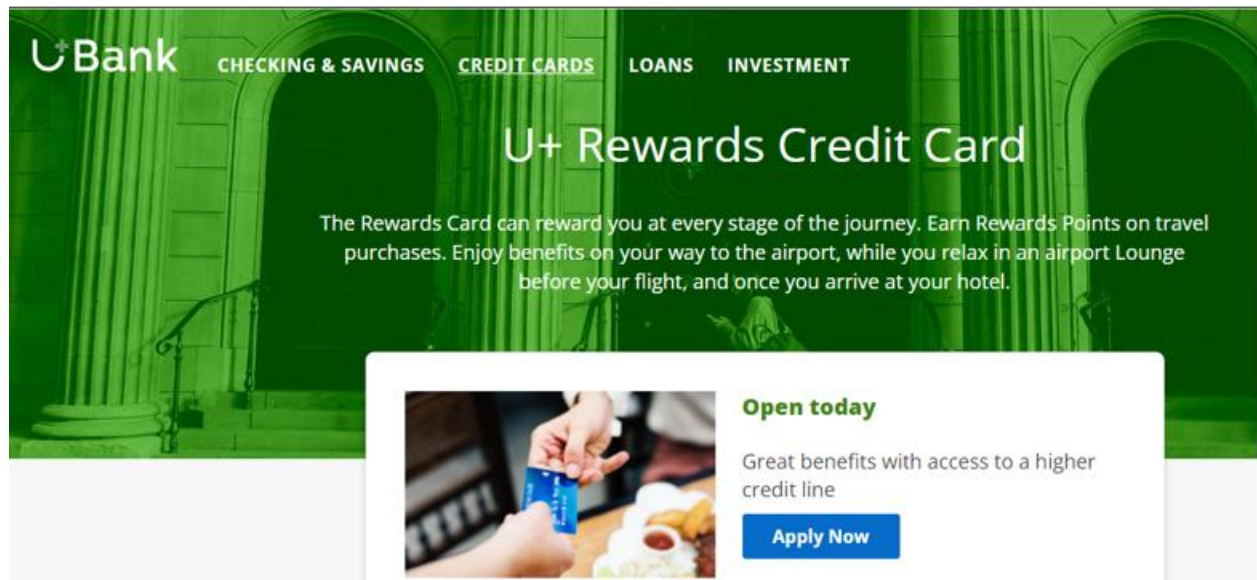 U+Bank
CHECKING & SAVINGS CREDIT CARDS LOANS INVESTMENT
U+ Rewards Credit Card
The Rewards Card can reward you at every stage of the journey. Earn Rewards Points on travel
purchases. Enjoy benefits on your way to the airport, while you relax in an airport Lounge
before your flight, and once you arrive at your hotel.
Open today
Great benefits with access to a higher
credit line
Apply Now